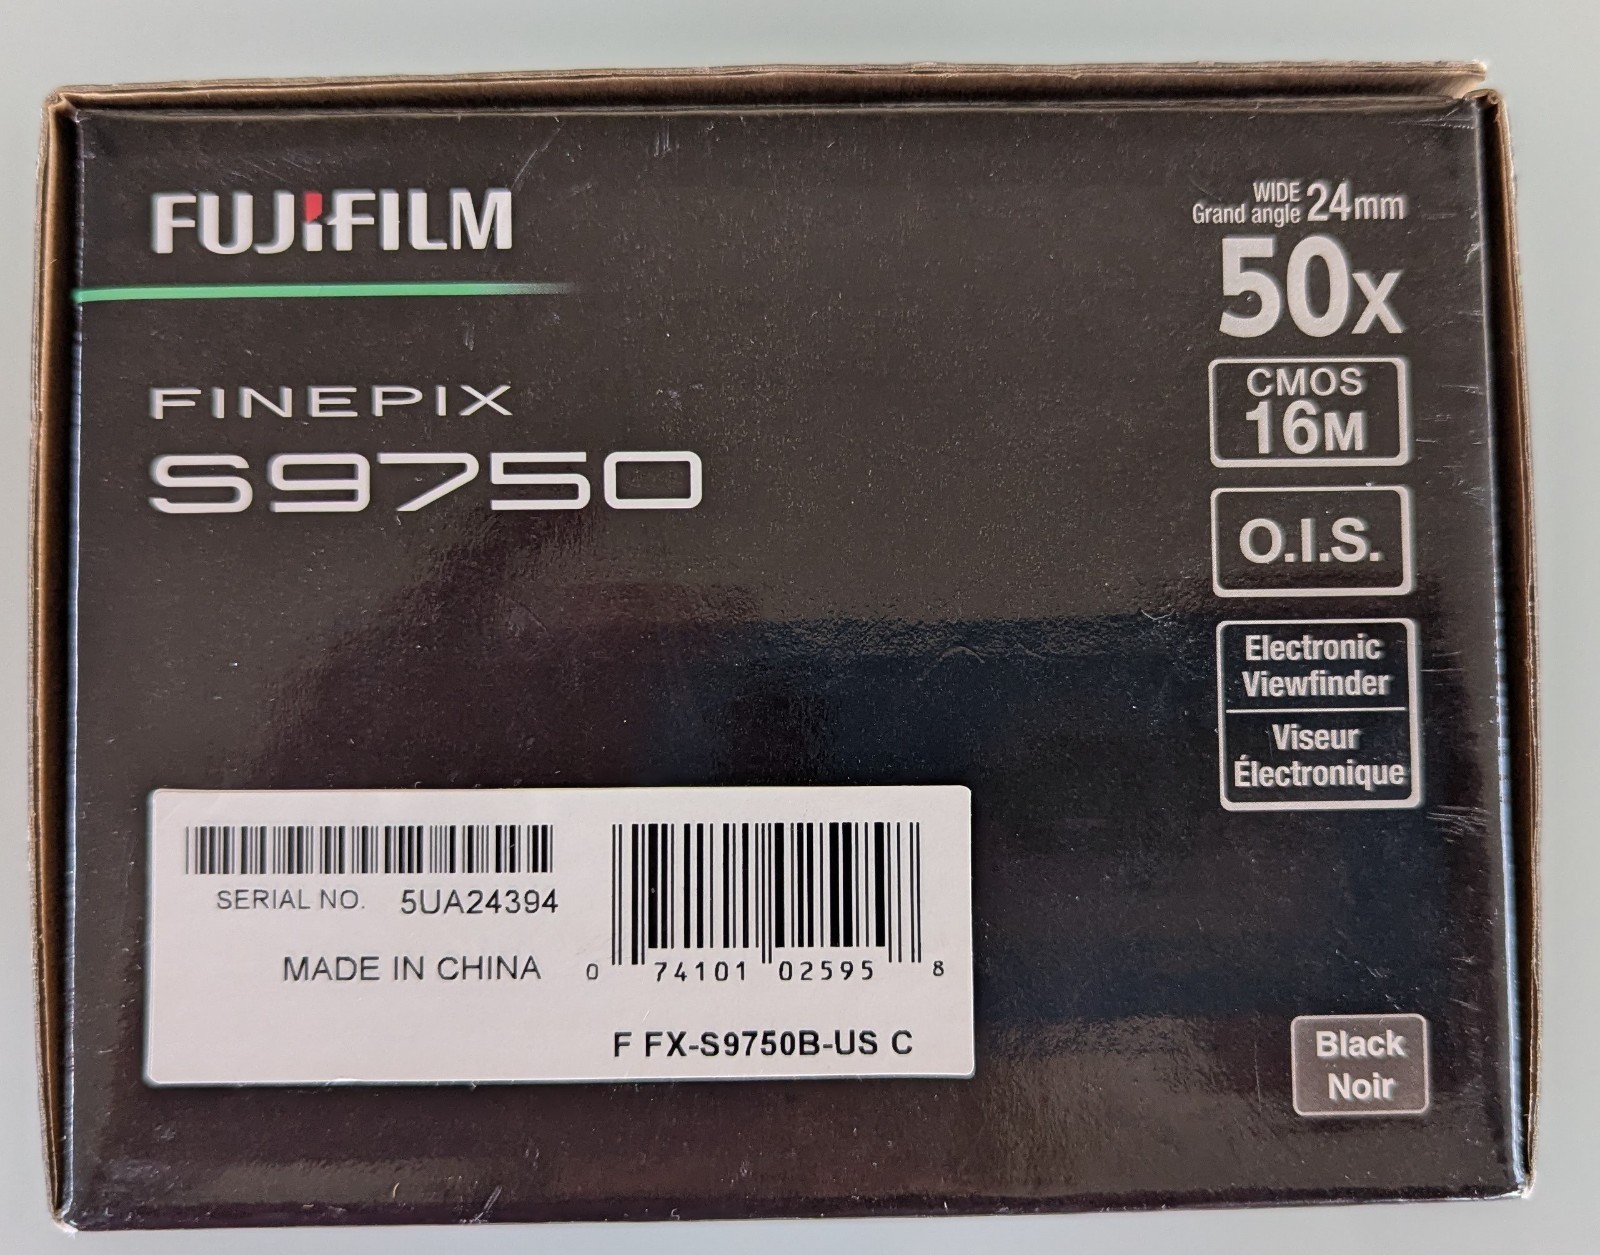 FUJIFILM
FINEPIX
S9750
WIDE
Grand angle 24mm
50x
CMOS
16M
O.I.S.
Electronic
Viewfinder
Viseur
Électronique
SERIAL NO. 5UA24394
MADE IN CHINA
0 74101 02595 8
F FX-S9750B-US C
Black
Noir